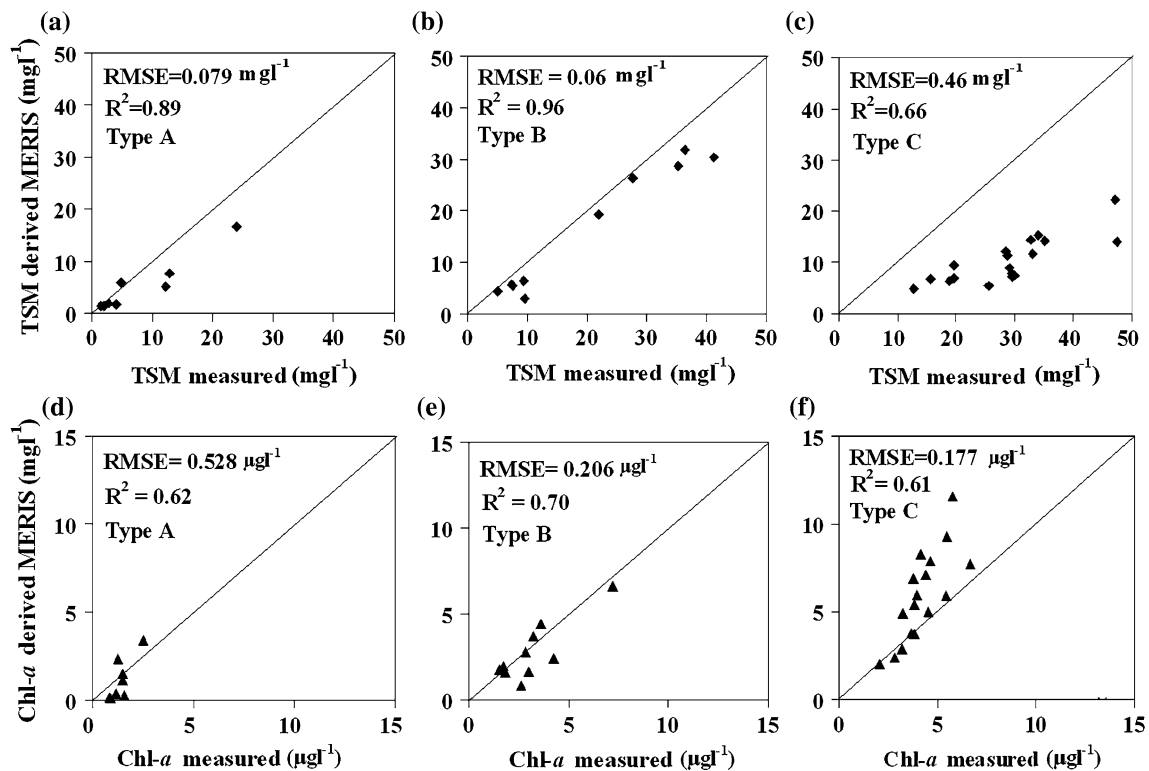 (a)
TSM derived MERIS (mgl⁻¹)
50
40
30
20
10
0
RMSE=0.079 mgl⁻¹
R²=0.89
Type A
0 10 20 30 40 50
TSM measured (mgl⁻¹)
(b)
50
40
30
20
10
0
RMSE = 0.06 mgl⁻¹
R² = 0.96
Type B
0 10 20 30 40 50
TSM measured (mgl⁻¹)
(c)
50
40
30
20
10
0
RMSE=0.46 mgl⁻¹
R²=0.66
Type C
0 10 20 30 40 50
TSM measured (mgl⁻¹)
(d)
Chl-a derived MERIS (mgl⁻¹)
15
10
5
0
RMSE= 0.528 µgl⁻¹
R² = 0.62
Type A
0 5 10 15
Chl-a measured (µgl⁻¹)
(e)
15
10
5
0
RMSE= 0.206 µgl⁻¹
R² = 0.70
Type B
0 5 10 15
Chl-a measured (µgl⁻¹)
(f)
15
10
5
0
RMSE=0.177 µgl⁻¹
R²= 0.61
Type C
0 5 10 15
Chl-a measured (µgl⁻¹)